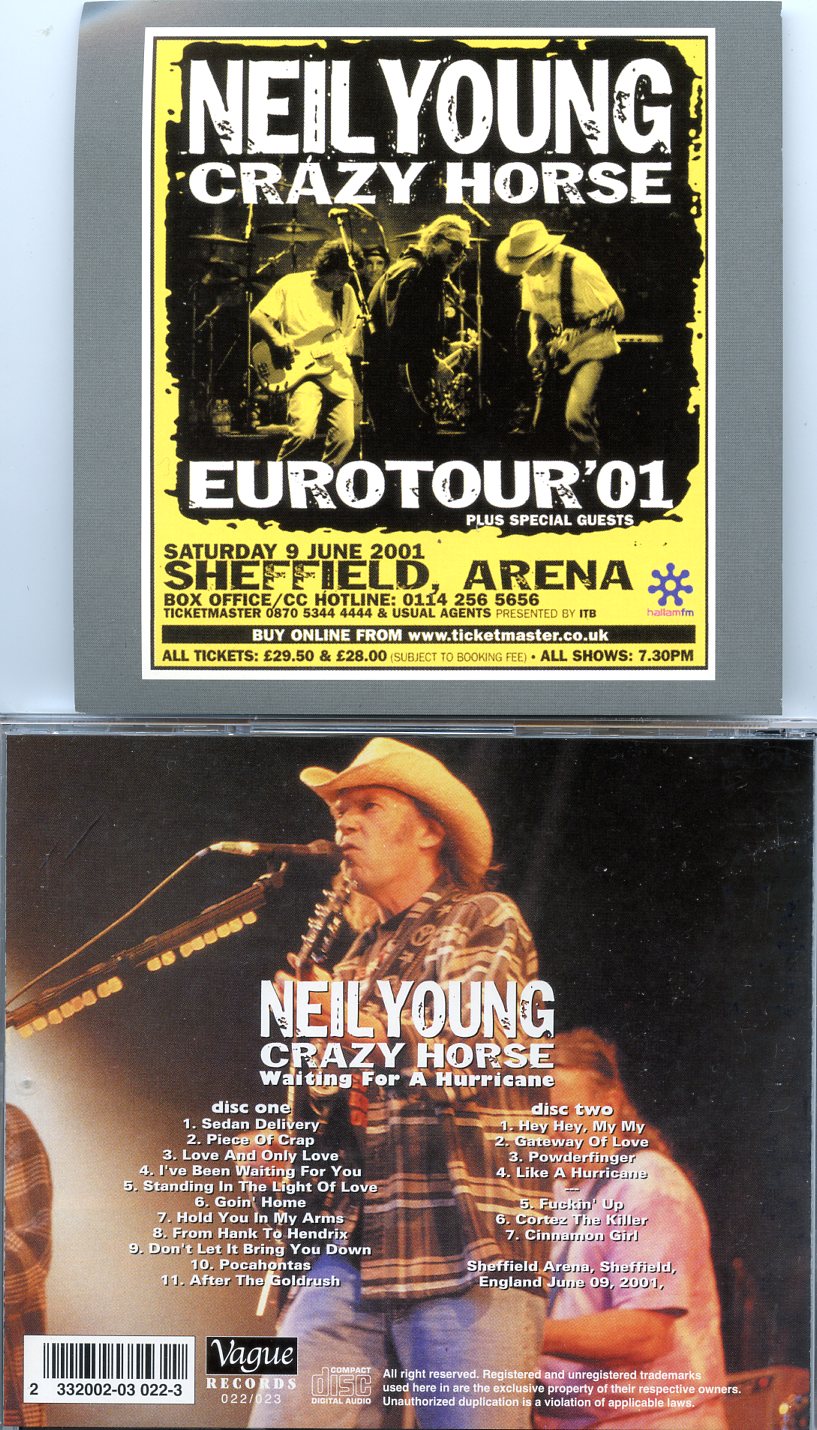 NEIL YOUNG
CRAZY HORSE
EUROTOUR'01
PLUS SPECIAL GUESTS
SATURDAY 9 JUNE 2001
SHEFFIELD, ARENA
BOX OFFICE/CC HOTLINE: 0114 256 5656
TICKETMASTER 0870 5344 4444 & USUAL AGENTS PRESENTED BY ITB
hallamfm
BUY ONLINE FROM www.ticketmaster.co.uk
ALL TICKETS: £29.50 & £28.00 (SUBJECT TO BOOKING FEE) • ALL SHOWS: 7.30PM
NEIL YOUNG
CRAZY HORSE
Waiting For A Hurricane
disc one
1. Sedan Delivery
2. Piece Of Crap
3. Love And Only Love
4. I've Been Waiting For You
5. Standing In The Light Of Love
6. Goin' Home
7. Hold You In My Arms
8. From Hank To Hendrix
9. Don't Let It Bring You Down
10. Pocahontas
11. After The Goldrush
disc two
1. Hey Hey, My My
2. Gateway Of Love
3. Powderfinger
4. Like A Hurricane
—
5. Fuckin' Up
6. Cortez The Killer
7. Cinnamon Girl
Sheffield Arena, Sheffield,
England June 09, 2001,
2 332002-03 022-3
Vague
RECORDS
022/023
COMPACT
disc
DIGITAL AUDIO
All right reserved. Registered and unregistered trademarks
used here in are the exclusive property of their respective owners.
Unauthorized duplication is a violation of applicable laws.